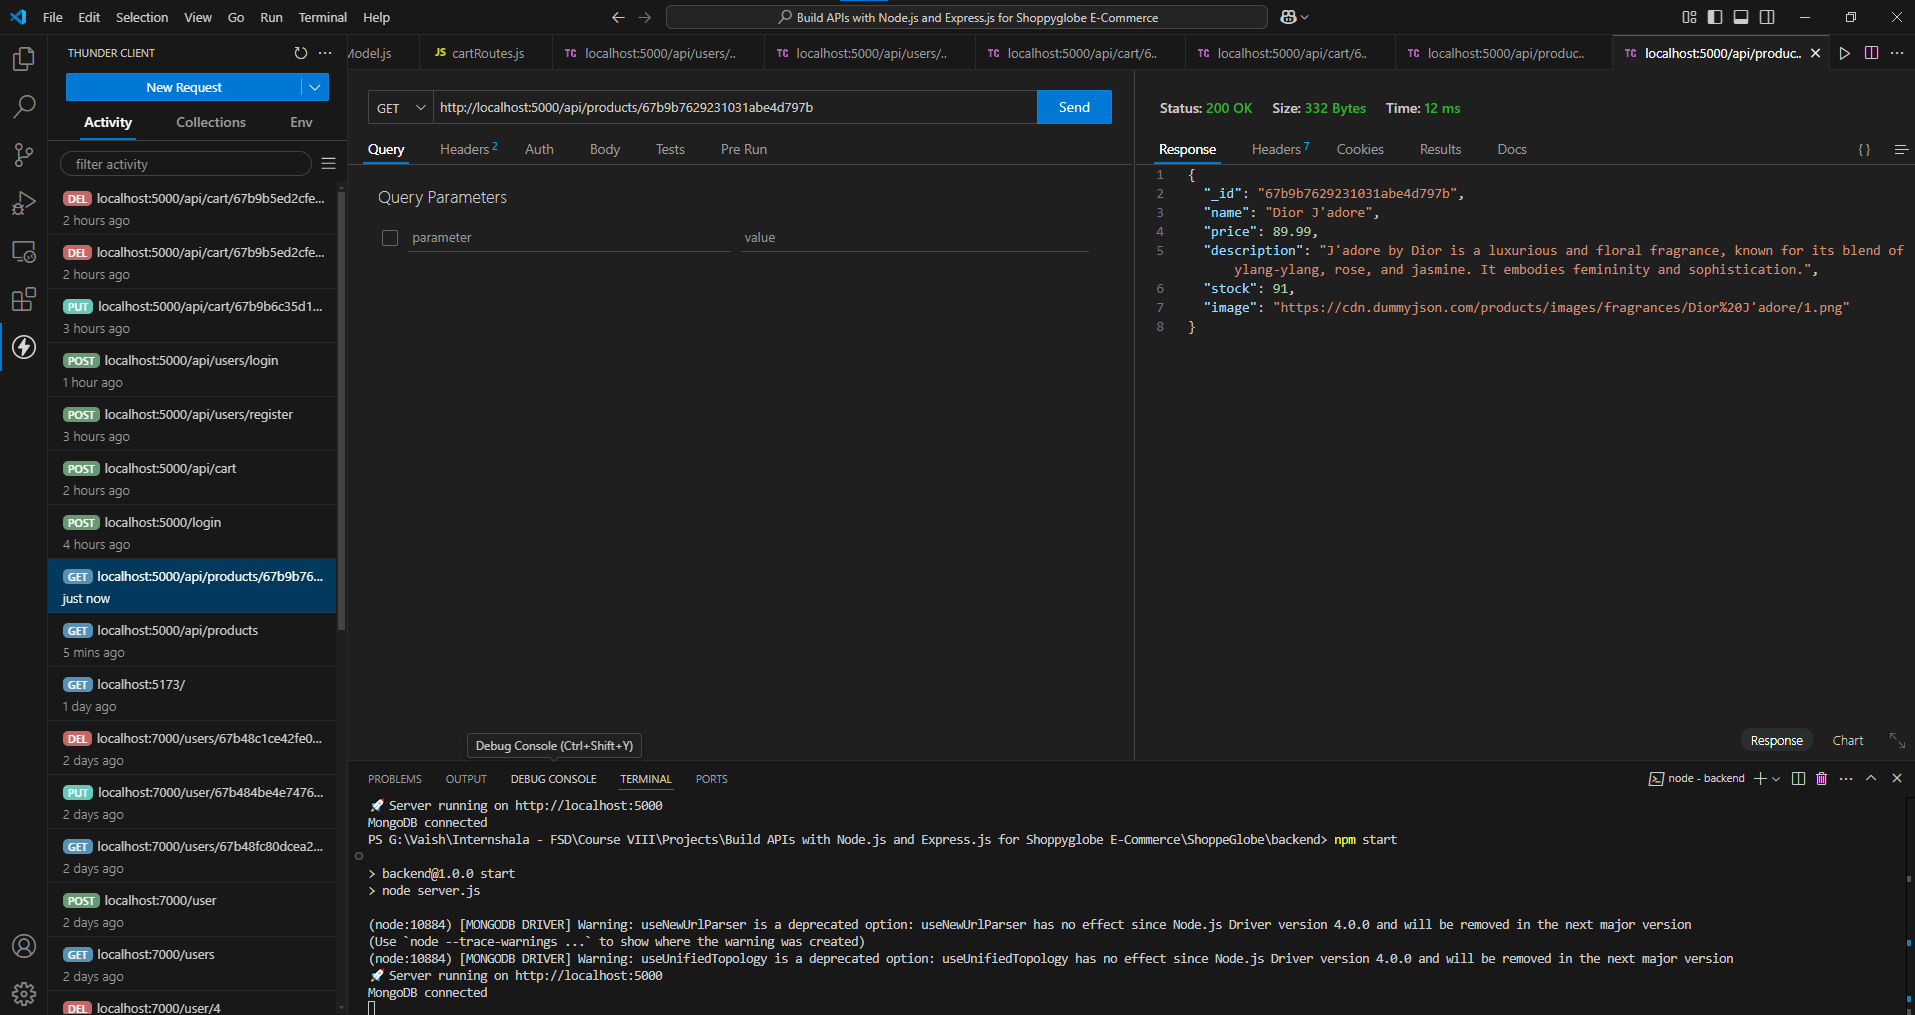 File Edit Selection View Go Run Terminal Help
Build APIs with Node.js and Express.js for Shoppyglobe E-Commerce
THUNDER CLIENT
New Request
Activity Collections Env
filter activity
DEL localhost:5000/api/cart/67b9b5ed2cfe...
2 hours ago
DEL localhost:5000/api/cart/67b9b5ed2cfe...
2 hours ago
PUT localhost:5000/api/cart/67b9b6c35d1...
3 hours ago
POST localhost:5000/api/users/login
1 hour ago
POST localhost:5000/api/users/register
3 hours ago
POST localhost:5000/api/cart
2 hours ago
POST localhost:5000/login
4 hours ago
GET localhost:5000/api/products/67b9b76...
just now
GET localhost:5000/api/products
5 mins ago
GET localhost:5173/
1 day ago
DEL localhost:7000/users/67b48c1ce42fe0...
2 days ago
PUT localhost:7000/user/67b484be4e7476...
2 days ago
GET localhost:7000/users/67b48fc80dcea2...
2 days ago
POST localhost:7000/user
2 days ago
GET localhost:7000/users
2 days ago
DEL localhost:7000/user/4
Model.js JS cartRoutes.js TC localhost:5000/api/users/.. TC localhost:5000/api/users/.. TC localhost:5000/api/cart/6.. TC localhost:5000/api/cart/6.. TC localhost:5000/api/produc.. TC localhost:5000/api/produc..
GET http://localhost:5000/api/products/67b9b7629231031abe4d797b Send
Query Headers 2 Auth Body Tests Pre Run
Query Parameters
parameter value
Status: 200 OK Size: 332 Bytes Time: 12 ms
Response Headers 7 Cookies Results Docs { }
1 {
2 "_id": "67b9b7629231031abe4d797b",
3 "name": "Dior J'adore",
4 "price": 89.99,
5 "description": "J'adore by Dior is a luxurious and floral fragrance, known for its blend of
ylang-ylang, rose, and jasmine. It embodies femininity and sophistication.",
6 "stock": 91,
7 "image": "https://cdn.dummyjson.com/products/images/fragrances/Dior%20J'adore/1.png"
8 }
Response Chart
Debug Console (Ctrl+Shift+Y)
PROBLEMS OUTPUT DEBUG CONSOLE TERMINAL PORTS
node - backend
🚀 Server running on http://localhost:5000
MongoDB connected
PS G:\Vaish\Internshala - FSD\Course VIII\Projects\Build APIs with Node.js and Express.js for Shoppyglobe E-Commerce\ShoppeGlobe\backend> npm start
> backend@1.0.0 start
> node server.js
(node:10884) [MONGODB DRIVER] Warning: useNewUrlParser is a deprecated option: useNewUrlParser has no effect since Node.js Driver version 4.0.0 and will be removed in the next major version
(Use `node --trace-warnings ...` to show where the warning was created)
(node:10884) [MONGODB DRIVER] Warning: useUnifiedTopology is a deprecated option: useUnifiedTopology has no effect since Node.js Driver version 4.0.0 and will be removed in the next major version
🚀 Server running on http://localhost:5000
MongoDB connected